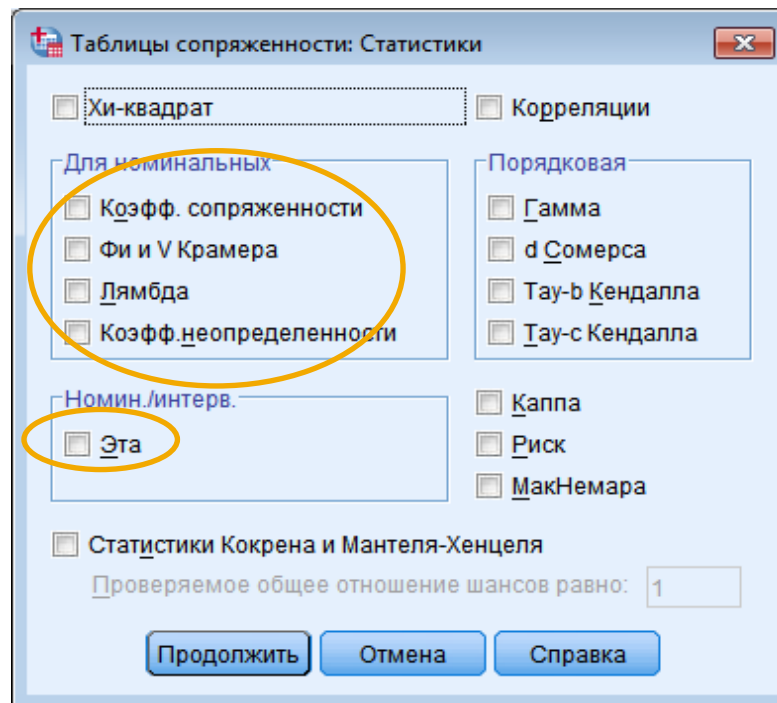 Таблицы сопряженности: Статистики
Хи-квадрат
Корреляции
Для номинальных
Коэфф. сопряженности
Фи и V Крамера
Лямбда
Коэфф.неопределенности
Порядковая
Гамма
d Сомерса
Тау-b Кендалла
Тау-c Кендалла
Номин./интерв.
Эта
Каппа
Риск
МакНемара
Статистики Кокрена и Мантеля-Хенцеля
Проверяемое общее отношение шансов равно: 1
Продолжить Отмена Справка